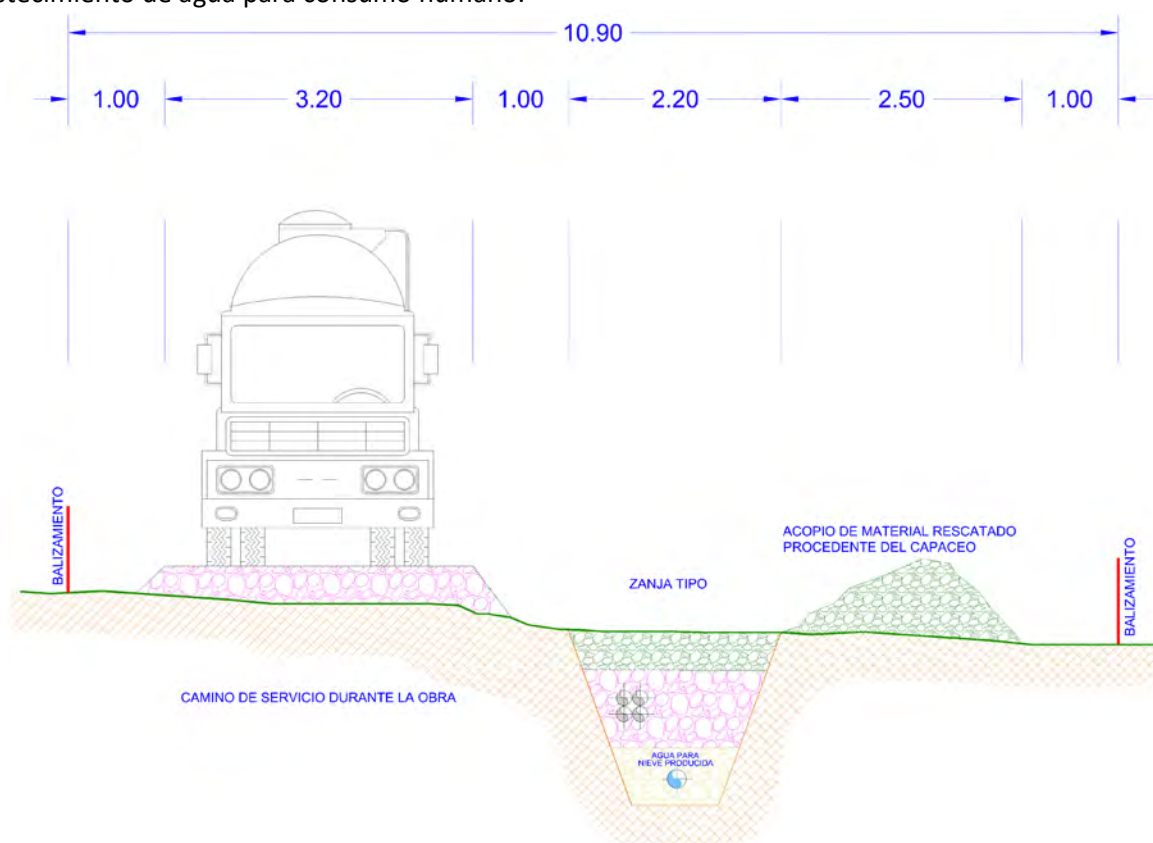 10.90
1.00 3.20 1.00 2.20 2.50 1.00
BALIZAMIENTO
ACOPIO DE MATERIAL RESCATADO
PROCEDENTE DEL CAPACEO
ZANJA TIPO
BALIZAMIENTO
CAMINO DE SERVICIO DURANTE LA OBRA
AGUA PARA
NIEVE PRODUCIDA